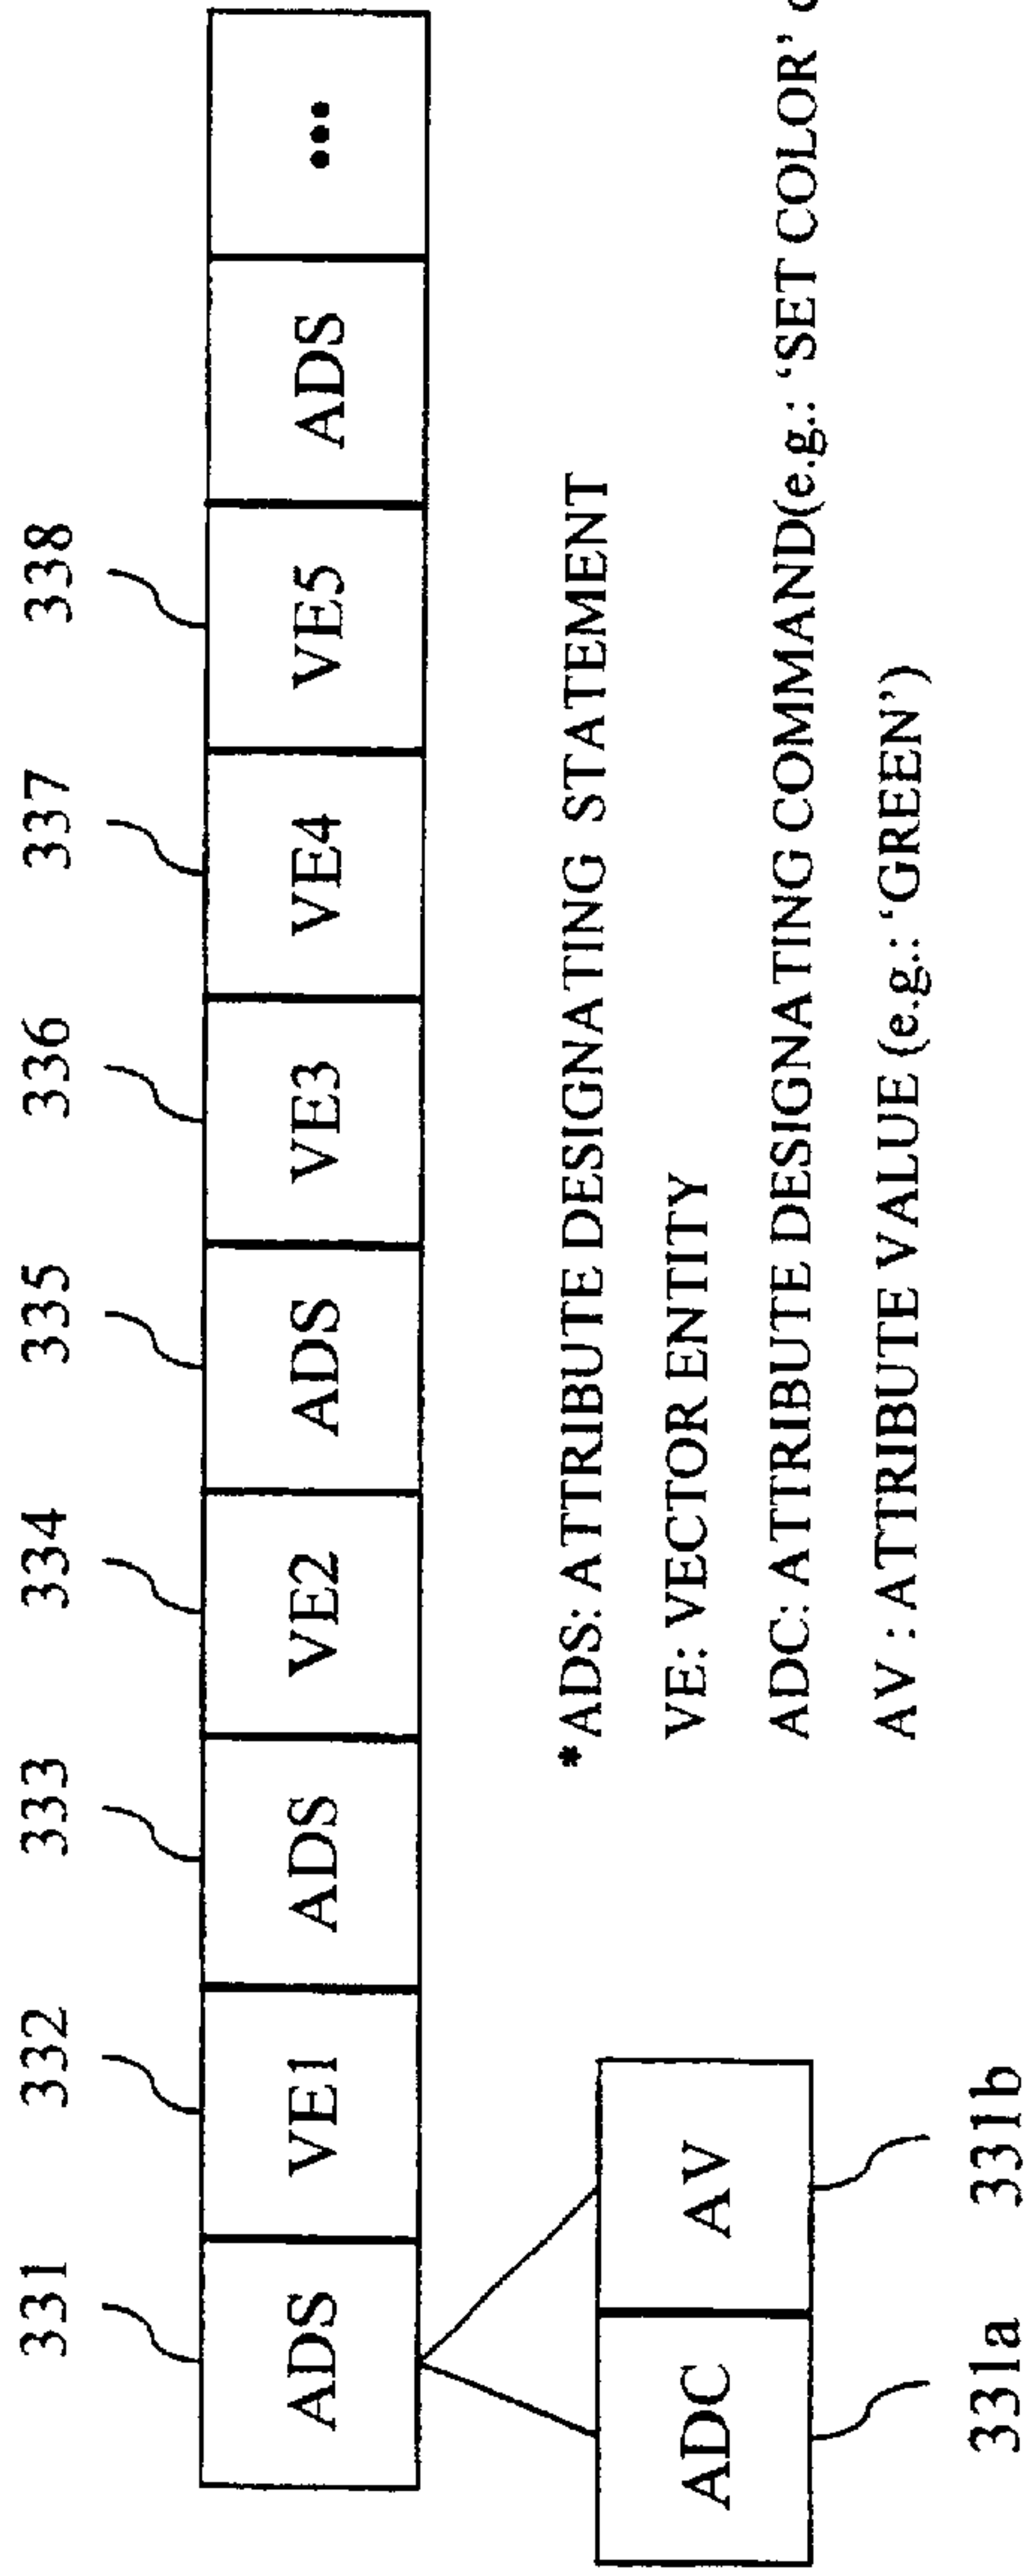 331 332 333 334 335 336 337 338
ADS VE1 ADS VE2 ADS VE3 VE4 VE5 ADS •••
ADC AV
331a 331b
*ADS: ATTRIBUTE DESIGNATING STATEMENT
VE: VECTOR ENTITY
ADC: ATTRIBUTE DESIGNATING COMMAND(e.g.: ‘SET COLOR’
AV : ATTRIBUTE VALUE (e.g.: ‘GREEN’)